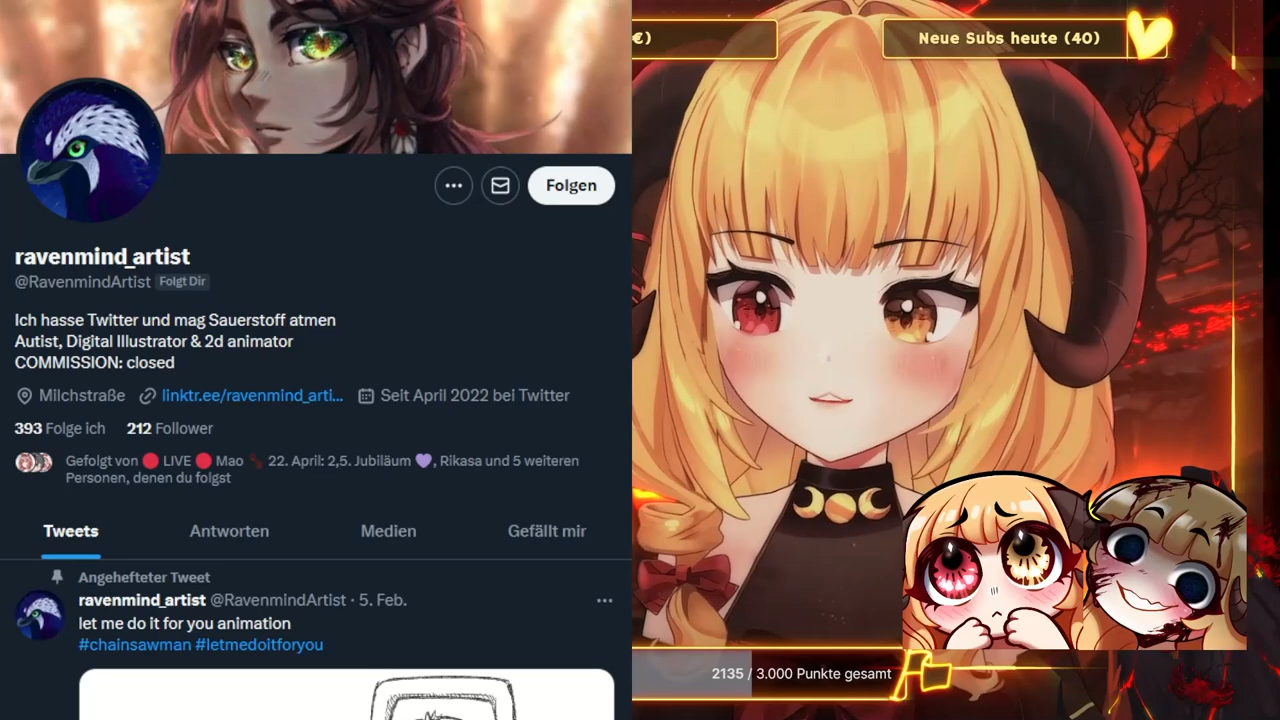 Folgen
ravenmind_artist
@RavenmindArtist Folgt Dir
Ich hasse Twitter und mag Sauerstoff atmen
Autist, Digital Illustrator & 2d animator
COMMISSION: closed
Milchstraße linktr.ee/ravenmind_arti... Seit April 2022 bei Twitter
393 Folge ich 212 Follower
Gefolgt von 🔴 LIVE 🔴 Mao 22. April: 2,5. Jubiläum 💜, Rikasa und 5 weiteren
Personen, denen du folgst
Tweets Antworten Medien Gefällt mir
Angehefteter Tweet
ravenmind_artist @RavenmindArtist · 5. Feb.
let me do it for you animation
#chainsawman #letmedoitforyou
€)
Neue Subs heute (40)
2135 / 3.000 Punkte gesamt